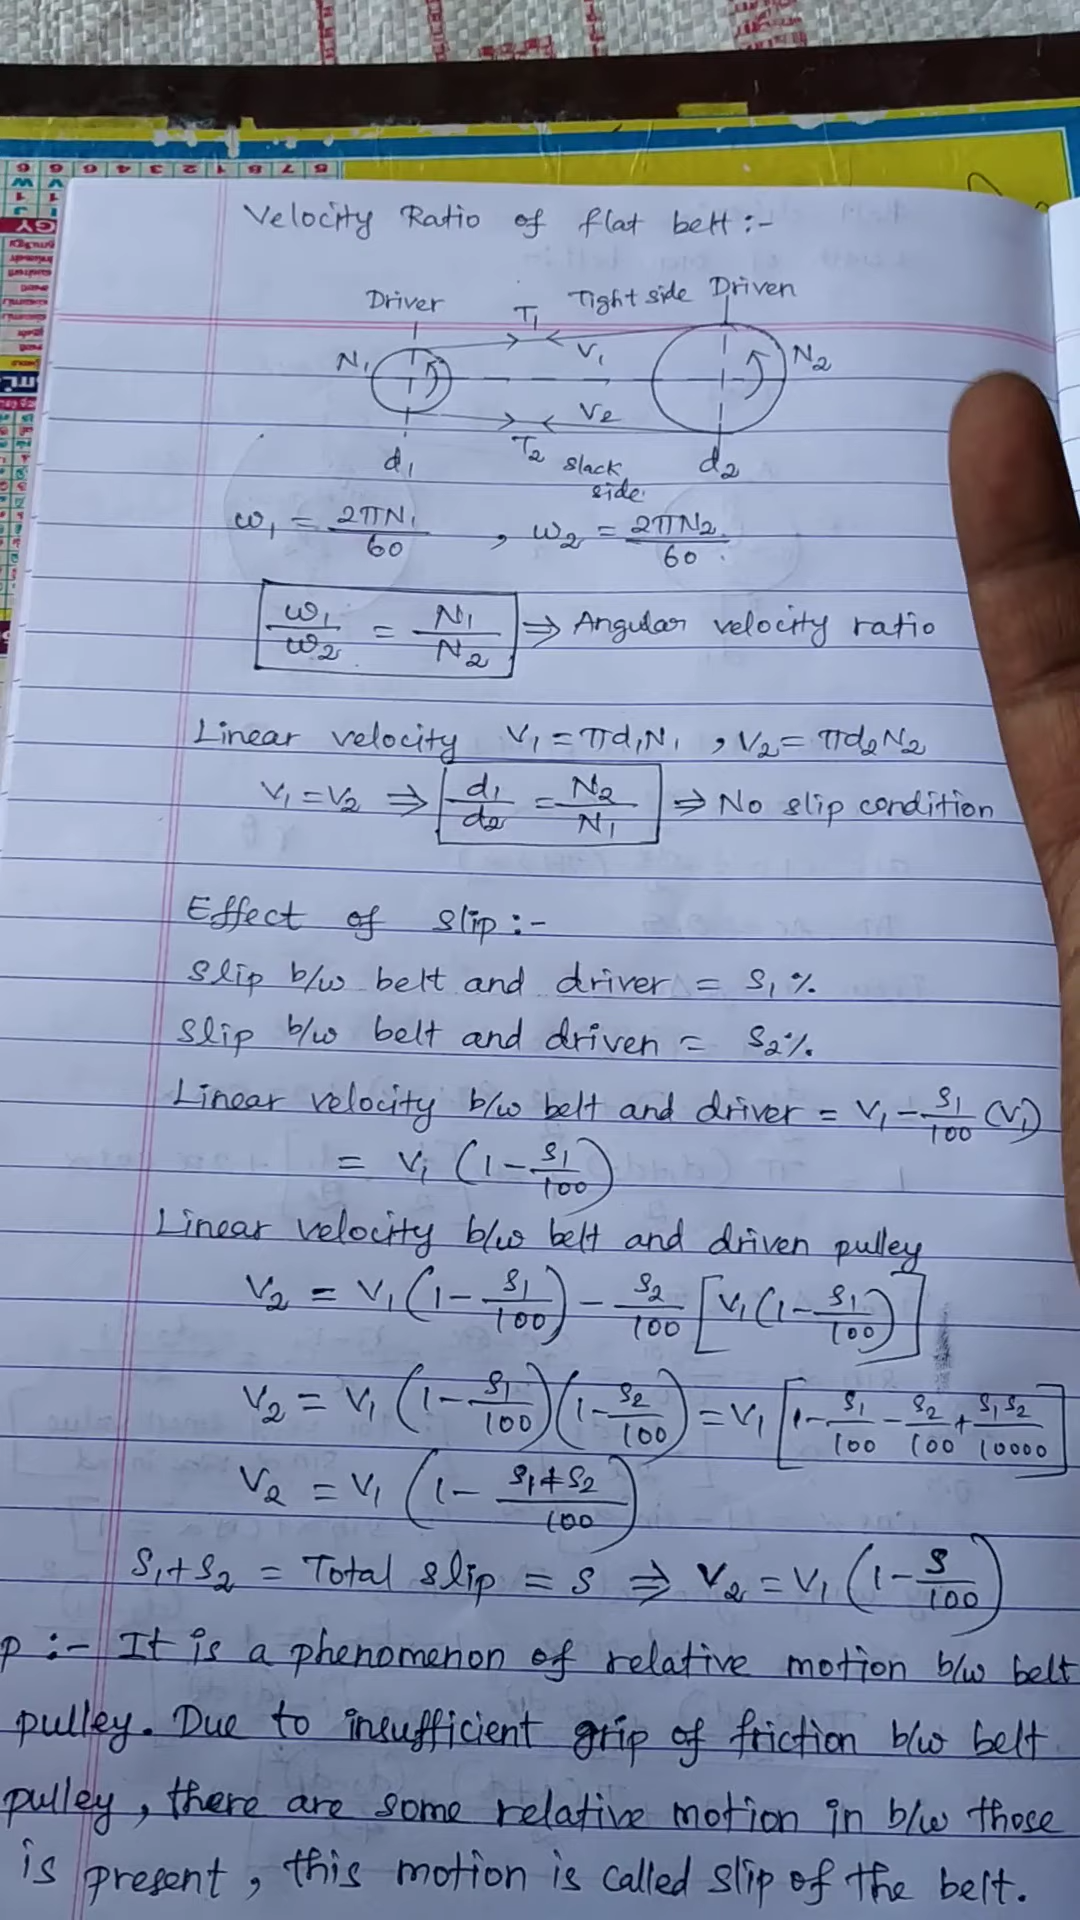 Velocity Ratio of flat belt :-
Driver T1 Tight side Driven
N1 V1 N2
V2
d1 T2 slack side d2
ω1 = 2πN1/60 , ω2 = 2πN2/60
ω1/ω2 = N1/N2 ⇒ Angular velocity ratio
Linear velocity V1 = πd1N1 , V2 = πd2N2
V1 = V2 ⇒ d1/d2 = N2/N1 ⇒ No slip condition
Effect of slip :-
Slip b/w belt and driver = S1 %
Slip b/w belt and driven = S2 %
Linear velocity b/w belt and driver = V1 - S1/100 (V1)
= V1 (1 - S1/100)
Linear velocity b/w belt and driven pulley
V2 = V1 (1 - S1/100) - S2/100 [V1 (1 - S1/100)]
V2 = V1 (1 - S1/100) (1 - S2/100) = V1 [1 - S1/100 - S2/100 + S1S2/10000]
V2 = V1 (1 - S1+S2/100)
S1+S2 = Total slip = S ⇒ V2 = V1 (1 - S/100)
p :- It is a phenomenon of relative motion b/w belt
pulley. Due to insufficient grip of friction b/w belt
pulley, there are some relative motion in b/w those
is present, this motion is called slip of the belt.